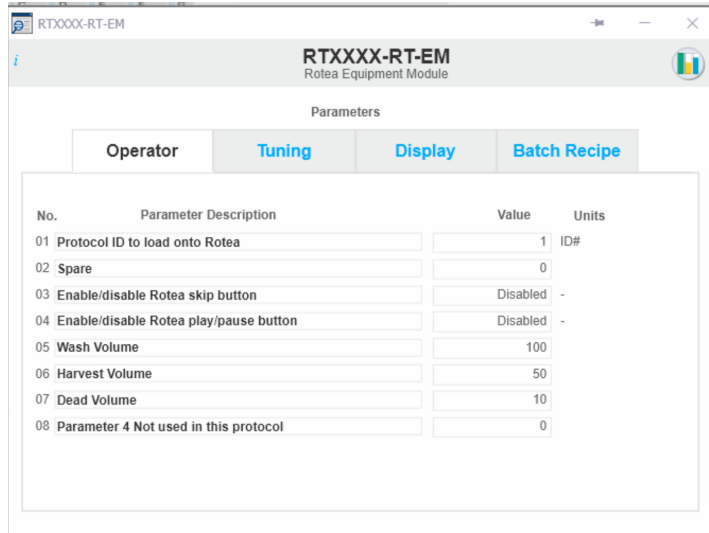 RTXXXX-RT-EM
i
RTXXXX-RT-EM
Rotea Equipment Module
Parameters
Operator Tuning Display Batch Recipe
No. Parameter Description Value Units
01 Protocol ID to load onto Rotea 1 ID#
02 Spare 0
03 Enable/disable Rotea skip button Disabled -
04 Enable/disable Rotea play/pause button Disabled -
05 Wash Volume 100
06 Harvest Volume 50
07 Dead Volume 10
08 Parameter 4 Not used in this protocol 0